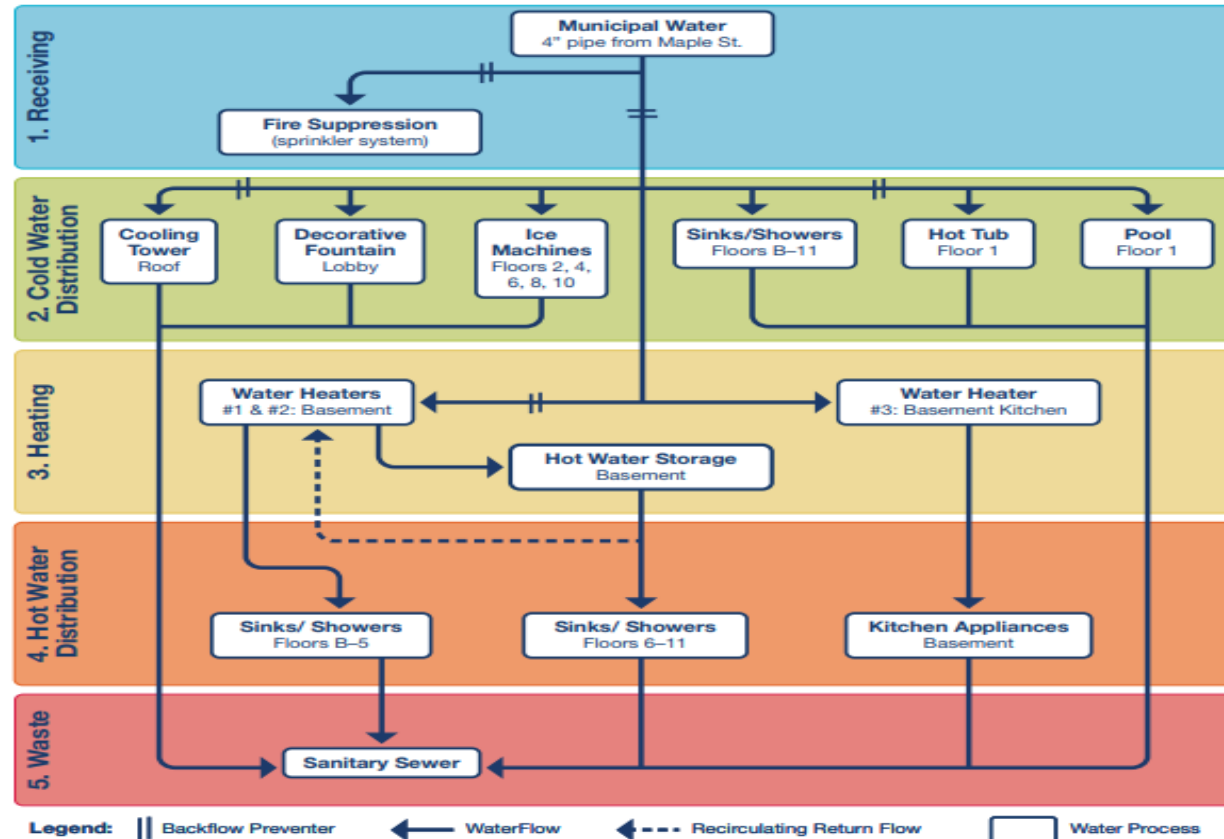 1. Receiving
Municipal Water
4" pipe from Maple St.
Fire Suppression
(sprinkler system)
2. Cold Water
Distribution
Cooling
Tower
Roof
Decorative
Fountain
Lobby
Ice
Machines
Floors 2, 4,
6, 8, 10
Sinks/Showers
Floors B–11
Hot Tub
Floor 1
Pool
Floor 1
3. Heating
Water Heaters
#1 & #2: Basement
Water Heater
#3: Basement Kitchen
Hot Water Storage
Basement
4. Hot Water
Distribution
Sinks/ Showers
Floors B–5
Sinks/ Showers
Floors 6–11
Kitchen Appliances
Basement
5. Waste
Sanitary Sewer
Legend: Backflow Preventer WaterFlow Recirculating Return Flow Water Process